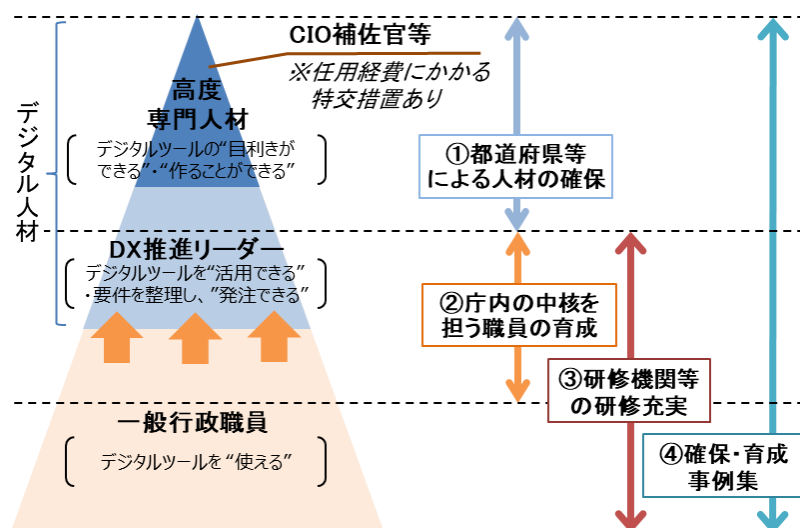 デジタル人材
CIO補佐官等
※任用経費にかかる
特交措置あり
高度
専門人材
デジタルツールの“目利きが
できる”・“作ることができる”
DX推進リーダー
デジタルツールを“活用できる”
・要件を整理し、”発注できる”
一般行政職員
デジタルツールを“使える”
①都道府県等
による人材の確保
②庁内の中核を
担う職員の育成
③研修機関等
の研修充実
④確保・育成
事例集